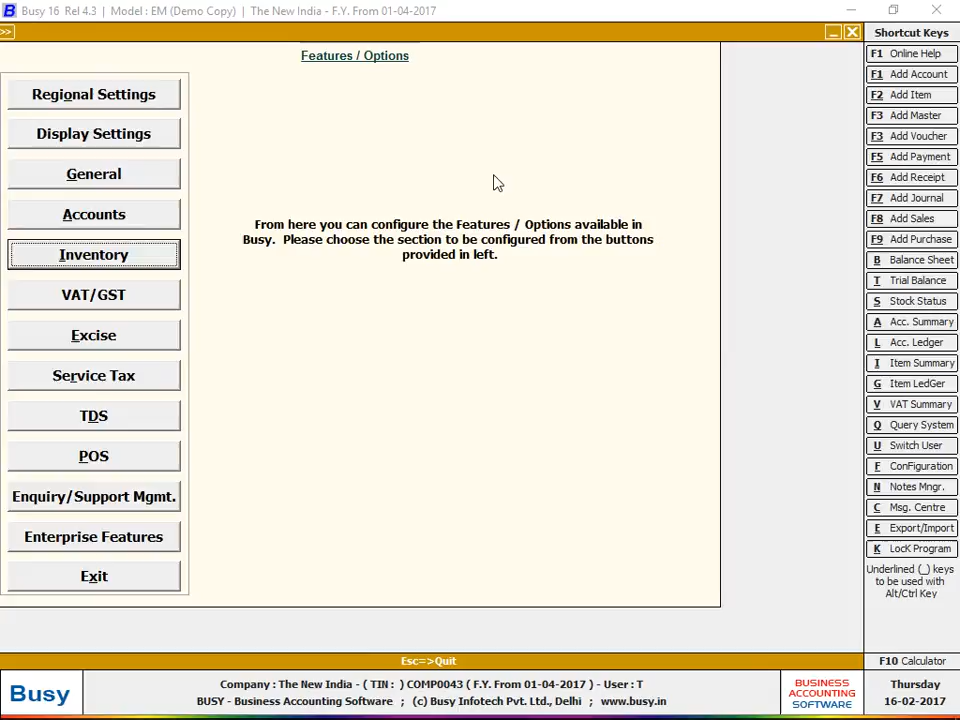 Busy 16 Rel 4.3 | Model : EM (Demo Copy) | The New India - F.Y. From 01-04-2017
>>
Features / Options
Regional Settings
Display Settings
General
Accounts
Inventory
VAT/GST
Excise
Service Tax
TDS
POS
Enquiry/Support Mgmt.
Enterprise Features
Exit
From here you can configure the Features / Options available in
Busy. Please choose the section to be configured from the buttons
provided in left.
Shortcut Keys
F1 Online Help
F1 Add Account
F2 Add Item
F3 Add Master
F3 Add Voucher
F5 Add Payment
F6 Add Receipt
F7 Add Journal
F8 Add Sales
F9 Add Purchase
B Balance Sheet
T Trial Balance
S Stock Status
A Acc. Summary
L Acc. Ledger
I Item Summary
G Item LedGer
V VAT Summary
Q Query System
U Switch User
F ConFiguration
N Notes Mngr.
C Msg. Centre
E Export/Import
K LocK Program
Underlined (_) keys
to be used with
Alt/Ctrl Key
Esc=>Quit
F10 Calculator
Busy
Company : The New India - ( TIN : ) COMP0043 ( F.Y. From 01-04-2017 ) - User : T
BUSY - Business Accounting Software ; (c) Busy Infotech Pvt. Ltd., Delhi ; www.busy.in
BUSINESS
ACCOUNTING
SOFTWARE
Thursday
16-02-2017